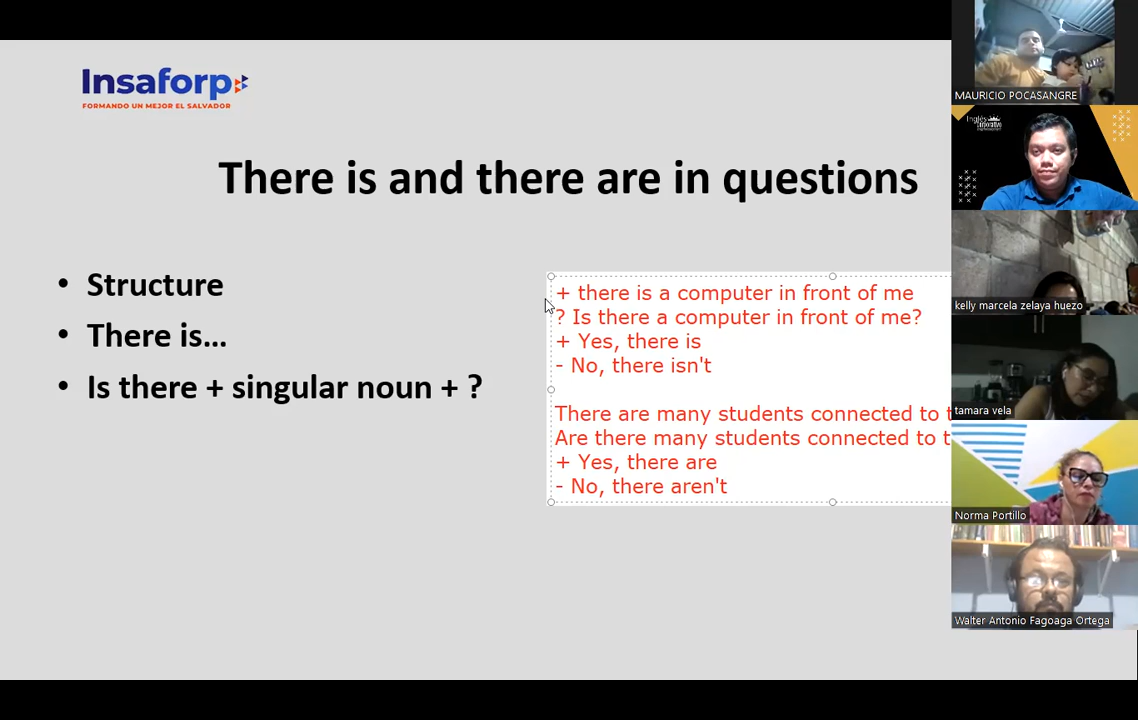 Insaforp
FORMANDO UN MEJOR EL SALVADOR
There is and there are in questions
• Structure
• There is...
• Is there + singular noun + ?
+ there is a computer in front of me
? Is there a computer in front of me?
+ Yes, there is
- No, there isn't
There are many students connected to t
Are there many students connected to t
+ Yes, there are
- No, there aren't
MAURICIO POCASANGRE
Inglés
kelly marcela zelaya huezo
tamara vela
Norma Portillo
Walter Antonio Fagoaga Ortega